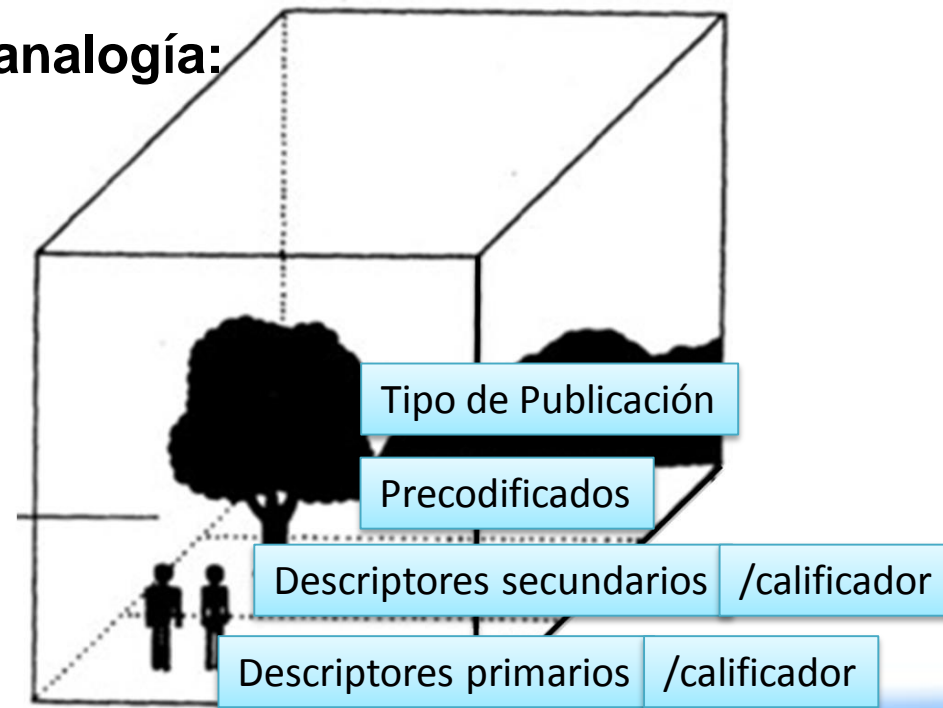 analogía:
Tipo de Publicación
Precodificados
Descriptores secundarios /calificador
Descriptores primarios /calificador